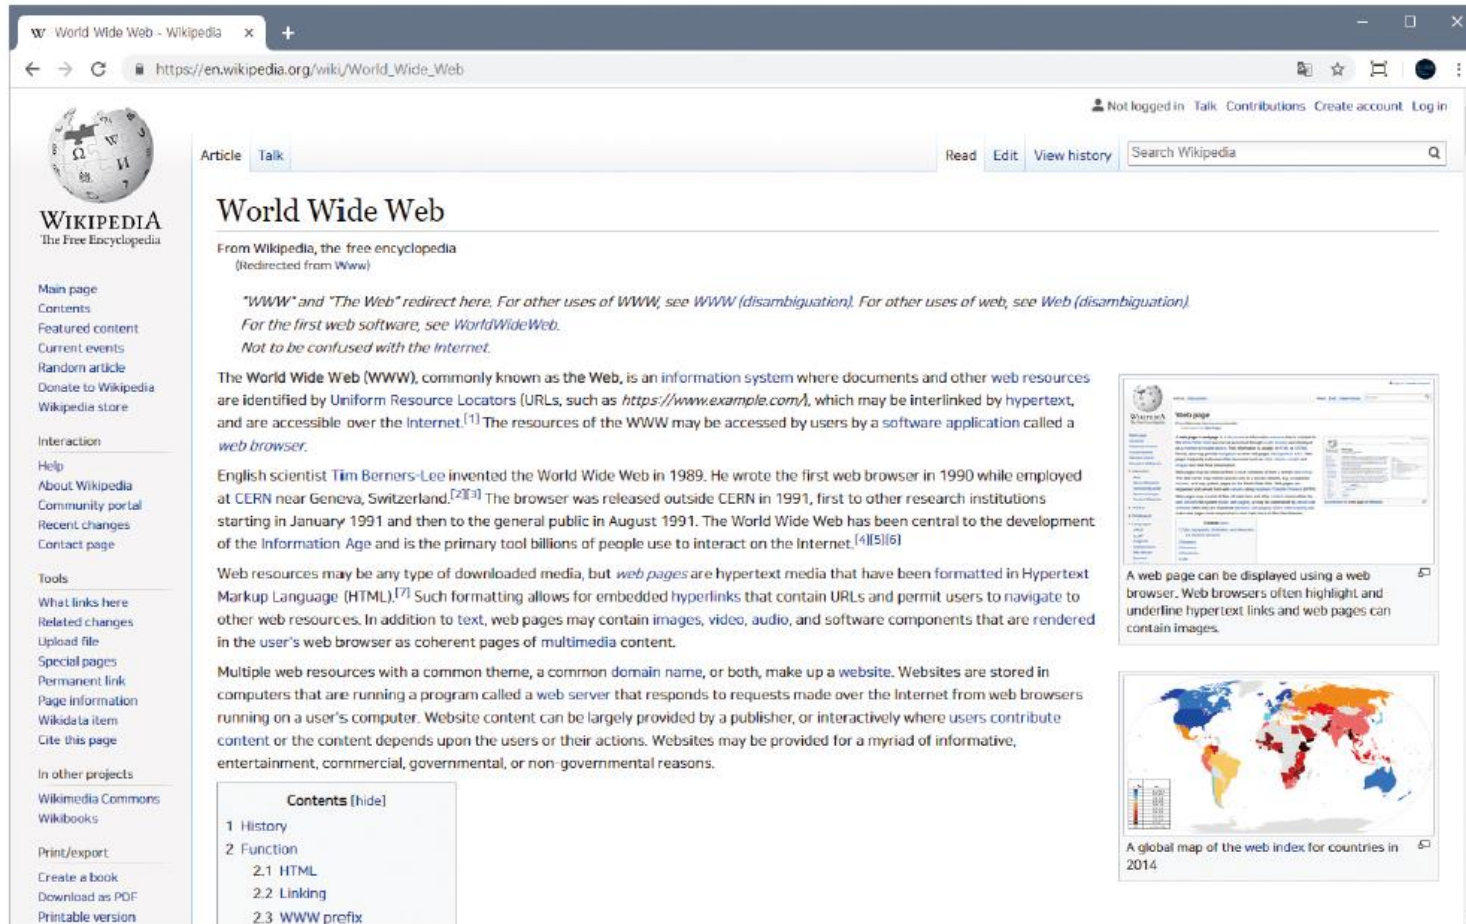 World Wide Web - Wikipedia
https://en.wikipedia.org/wiki/World_Wide_Web
Not logged in Talk Contributions Create account Log in
Article Talk Read Edit View history Search Wikipedia
WIKIPEDIA
The Free Encyclopedia
Main page
Contents
Featured content
Current events
Random article
Donate to Wikipedia
Wikipedia store
Interaction
Help
About Wikipedia
Community portal
Recent changes
Contact page
Tools
What links here
Related changes
Upload file
Special pages
Permanent link
Page information
Wikidata item
Cite this page
In other projects
Wikimedia Commons
Wikibooks
Print/export
Create a book
Download as PDF
Printable version
World Wide Web
From Wikipedia, the free encyclopedia
(Redirected from Www)
"WWW" and "The Web" redirect here. For other uses of WWW, see WWW (disambiguation). For other uses of web, see Web (disambiguation).
For the first web software, see WorldWideWeb.
Not to be confused with the Internet.
The World Wide Web (WWW), commonly known as the Web, is an information system where documents and other web resources
are identified by Uniform Resource Locators (URLs, such as https://www.example.com/), which may be interlinked by hypertext,
and are accessible over the Internet.[1] The resources of the WWW may be accessed by users by a software application called a
web browser.
English scientist Tim Berners-Lee invented the World Wide Web in 1989. He wrote the first web browser in 1990 while employed
at CERN near Geneva, Switzerland.[2][3] The browser was released outside CERN in 1991, first to other research institutions
starting in January 1991 and then to the general public in August 1991. The World Wide Web has been central to the development
of the Information Age and is the primary tool billions of people use to interact on the Internet.[4][5][6]
Web resources may be any type of downloaded media, but web pages are hypertext media that have been formatted in Hypertext
Markup Language (HTML).[7] Such formatting allows for embedded hyperlinks that contain URLs and permit users to navigate to
other web resources. In addition to text, web pages may contain images, video, audio, and software components that are rendered
in the user's web browser as coherent pages of multimedia content.
Multiple web resources with a common theme, a common domain name, or both, make up a website. Websites are stored in
computers that are running a program called a web server that responds to requests made over the Internet from web browsers
running on a user's computer. Website content can be largely provided by a publisher, or interactively where users contribute
content or the content depends upon the users or their actions. Websites may be provided for a myriad of informative,
entertainment, commercial, governmental, or non-governmental reasons.
Contents [hide]
1 History
2 Function
2.1 HTML
2.2 Linking
2.3 WWW prefix
Web page
A web page can be displayed using a web
browser. Web browsers often highlight and
underline hypertext links and web pages can
contain images.
A global map of the web index for countries in
2014